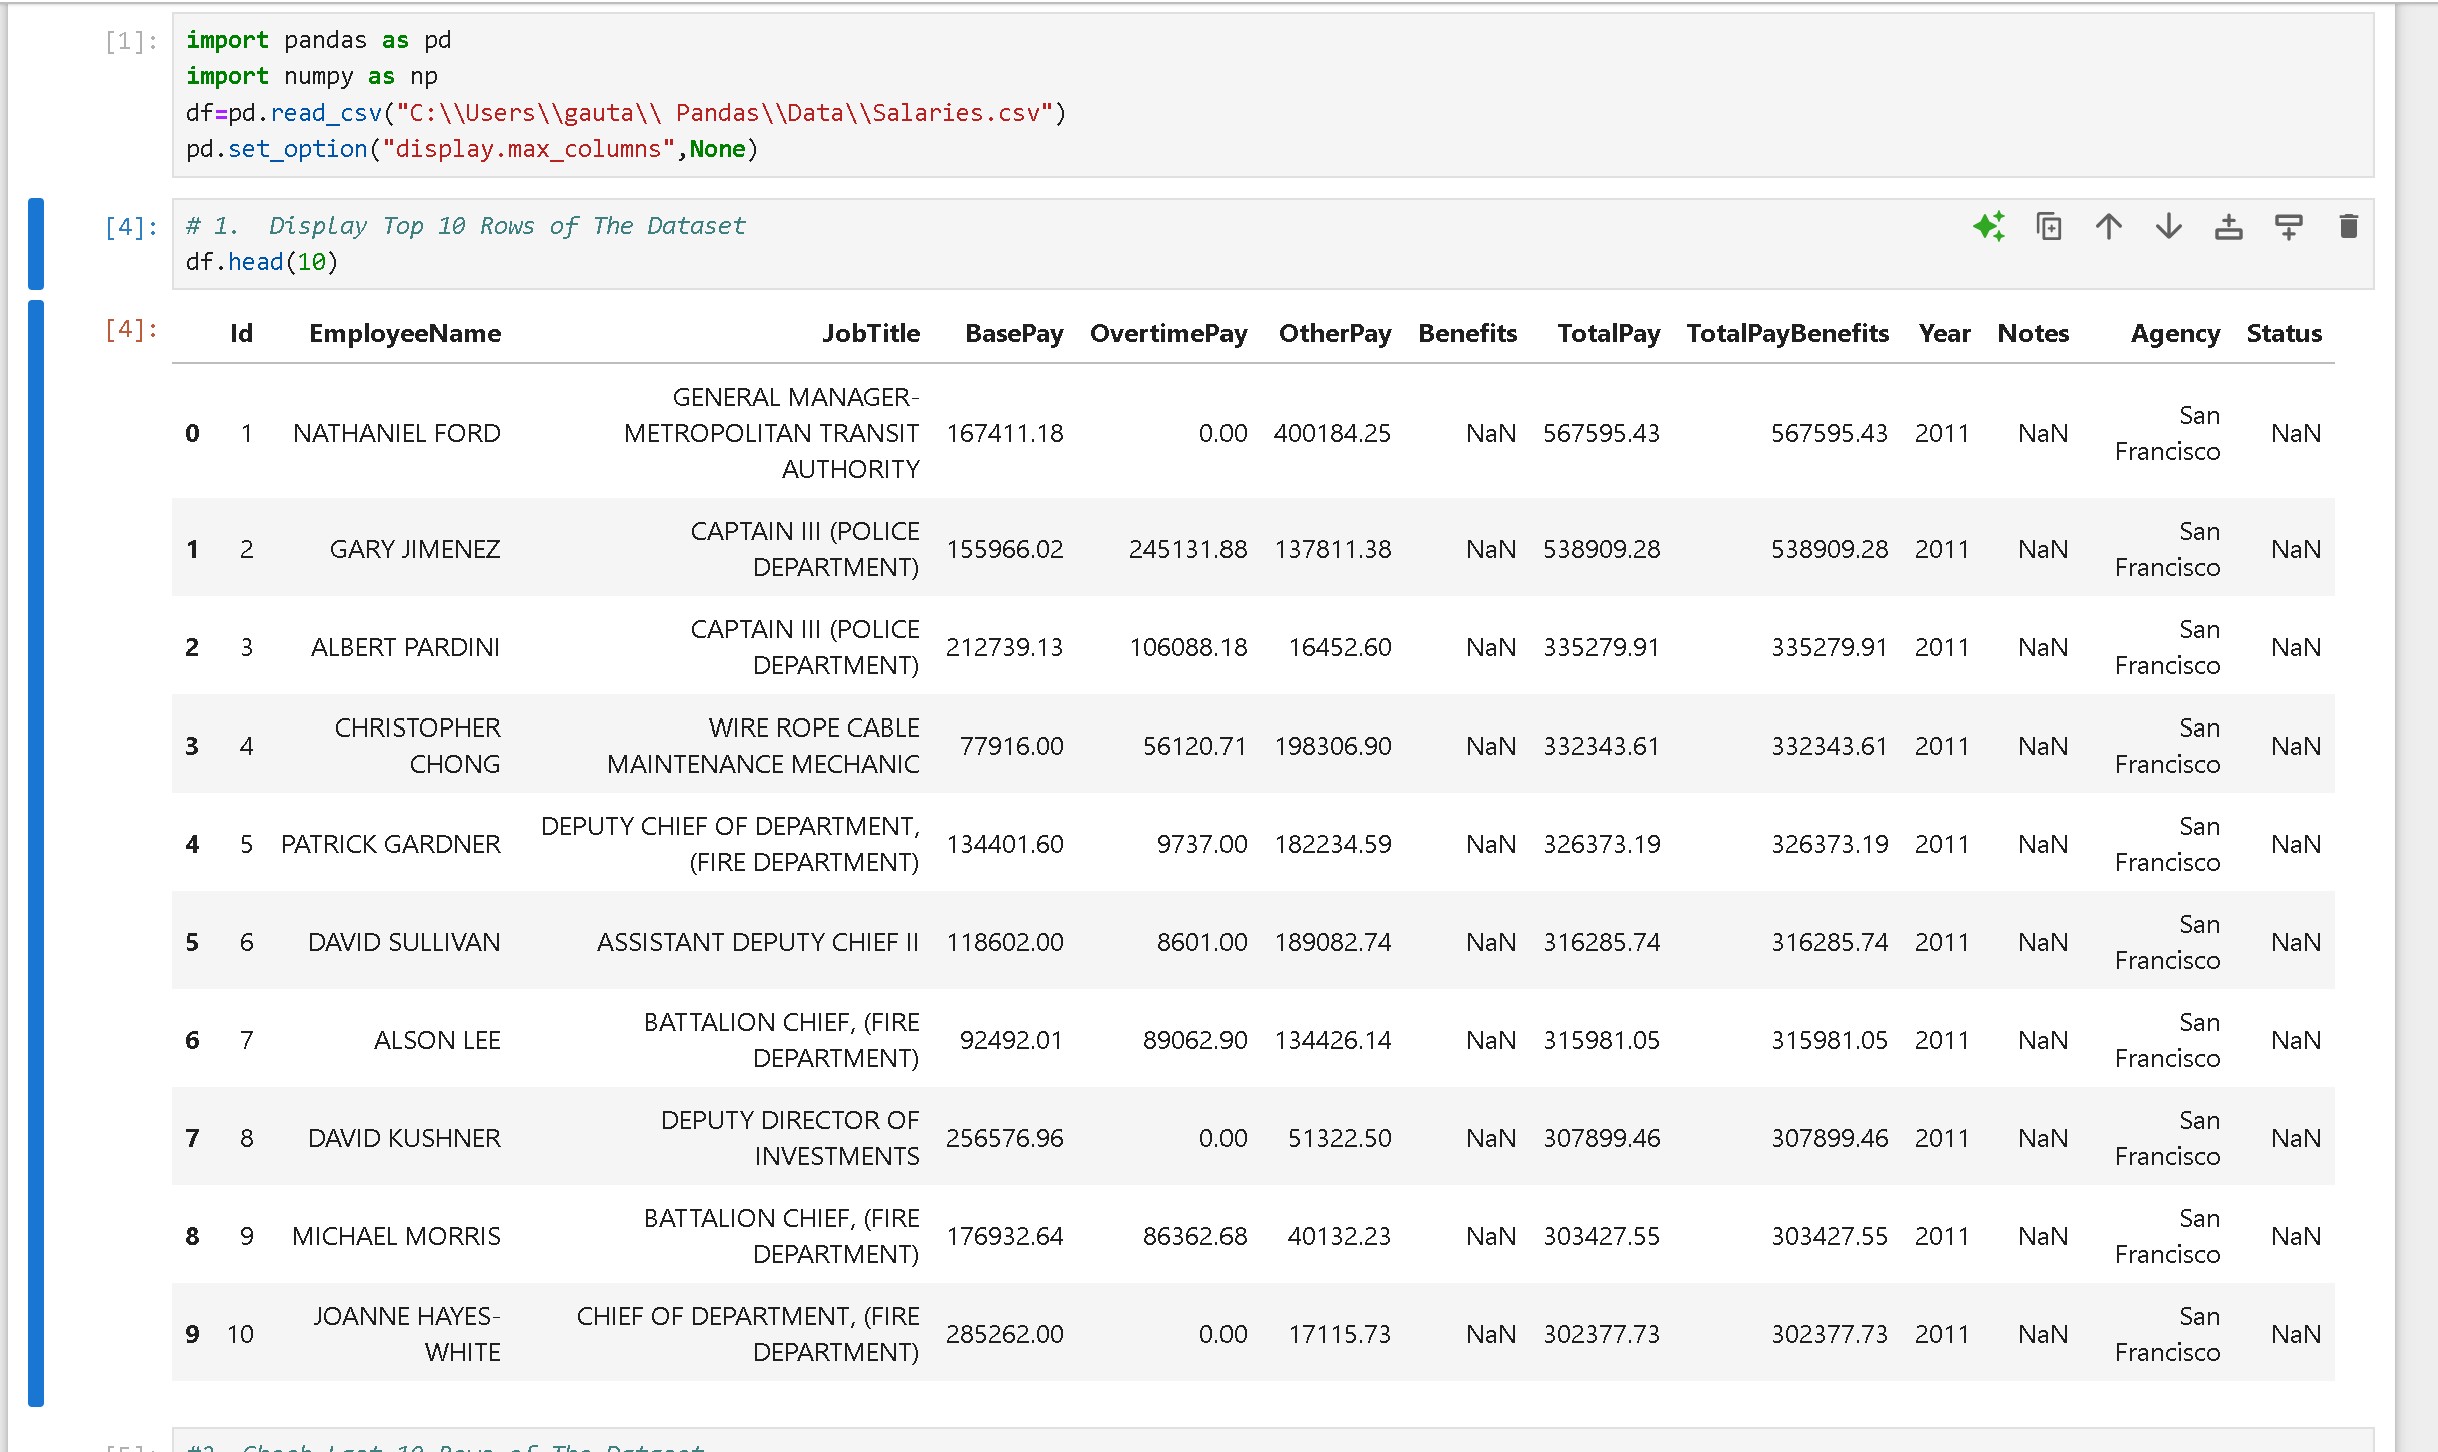 [1]: import pandas as pd
import numpy as np
df=pd.read_csv("C:\\Users\\gauta\\ Pandas\\Data\\Salaries.csv")
pd.set_option("display.max_columns",None)
[4]: # 1.  Display Top 10 Rows of The Dataset
df.head(10)
[4]: Id EmployeeName JobTitle BasePay OvertimePay OtherPay Benefits TotalPay TotalPayBenefits Year Notes Agency Status
0 1 NATHANIEL FORD GENERAL MANAGER-METROPOLITAN TRANSIT AUTHORITY 167411.18 0.00 400184.25 NaN 567595.43 567595.43 2011 NaN San Francisco NaN
1 2 GARY JIMENEZ CAPTAIN III (POLICE DEPARTMENT) 155966.02 245131.88 137811.38 NaN 538909.28 538909.28 2011 NaN San Francisco NaN
2 3 ALBERT PARDINI CAPTAIN III (POLICE DEPARTMENT) 212739.13 106088.18 16452.60 NaN 335279.91 335279.91 2011 NaN San Francisco NaN
3 4 CHRISTOPHER CHONG WIRE ROPE CABLE MAINTENANCE MECHANIC 77916.00 56120.71 198306.90 NaN 332343.61 332343.61 2011 NaN San Francisco NaN
4 5 PATRICK GARDNER DEPUTY CHIEF OF DEPARTMENT, (FIRE DEPARTMENT) 134401.60 9737.00 182234.59 NaN 326373.19 326373.19 2011 NaN San Francisco NaN
5 6 DAVID SULLIVAN ASSISTANT DEPUTY CHIEF II 118602.00 8601.00 189082.74 NaN 316285.74 316285.74 2011 NaN San Francisco NaN
6 7 ALSON LEE BATTALION CHIEF, (FIRE DEPARTMENT) 92492.01 89062.90 134426.14 NaN 315981.05 315981.05 2011 NaN San Francisco NaN
7 8 DAVID KUSHNER DEPUTY DIRECTOR OF INVESTMENTS 256576.96 0.00 51322.50 NaN 307899.46 307899.46 2011 NaN San Francisco NaN
8 9 MICHAEL MORRIS BATTALION CHIEF, (FIRE DEPARTMENT) 176932.64 86362.68 40132.23 NaN 303427.55 303427.55 2011 NaN San Francisco NaN
9 10 JOANNE HAYES-WHITE CHIEF OF DEPARTMENT, (FIRE DEPARTMENT) 285262.00 0.00 17115.73 NaN 302377.73 302377.73 2011 NaN San Francisco NaN
[5]: #2. Check Last 10 Rows of The Dataset